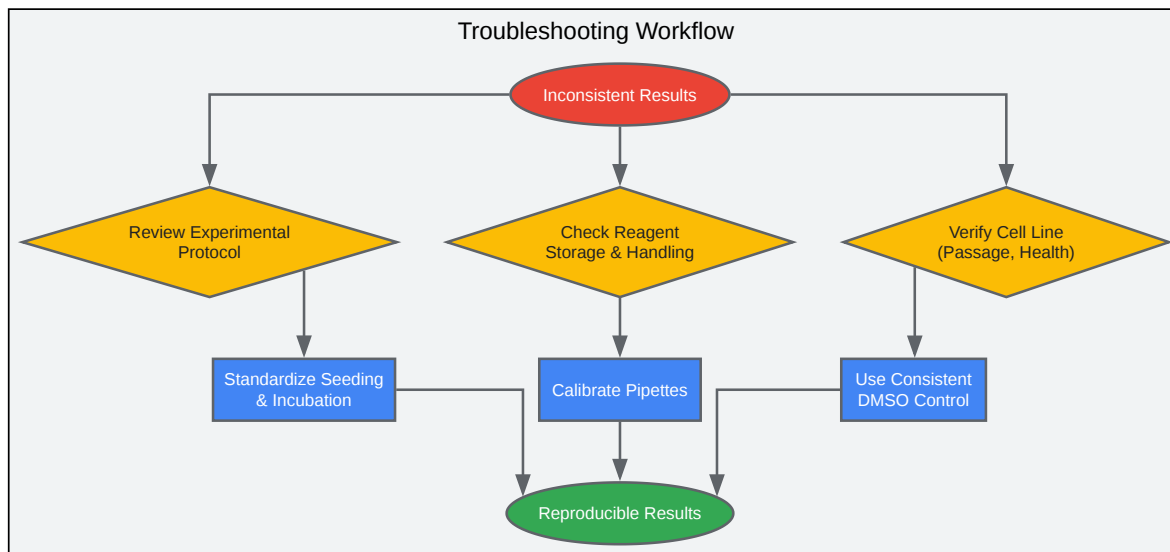 Troubleshooting Workflow
Inconsistent Results
Review Experimental
Protocol
Check Reagent
Storage & Handling
Verify Cell Line
(Passage, Health)
Standardize Seeding
& Incubation
Calibrate Pipettes
Use Consistent
DMSO Control
Reproducible Results